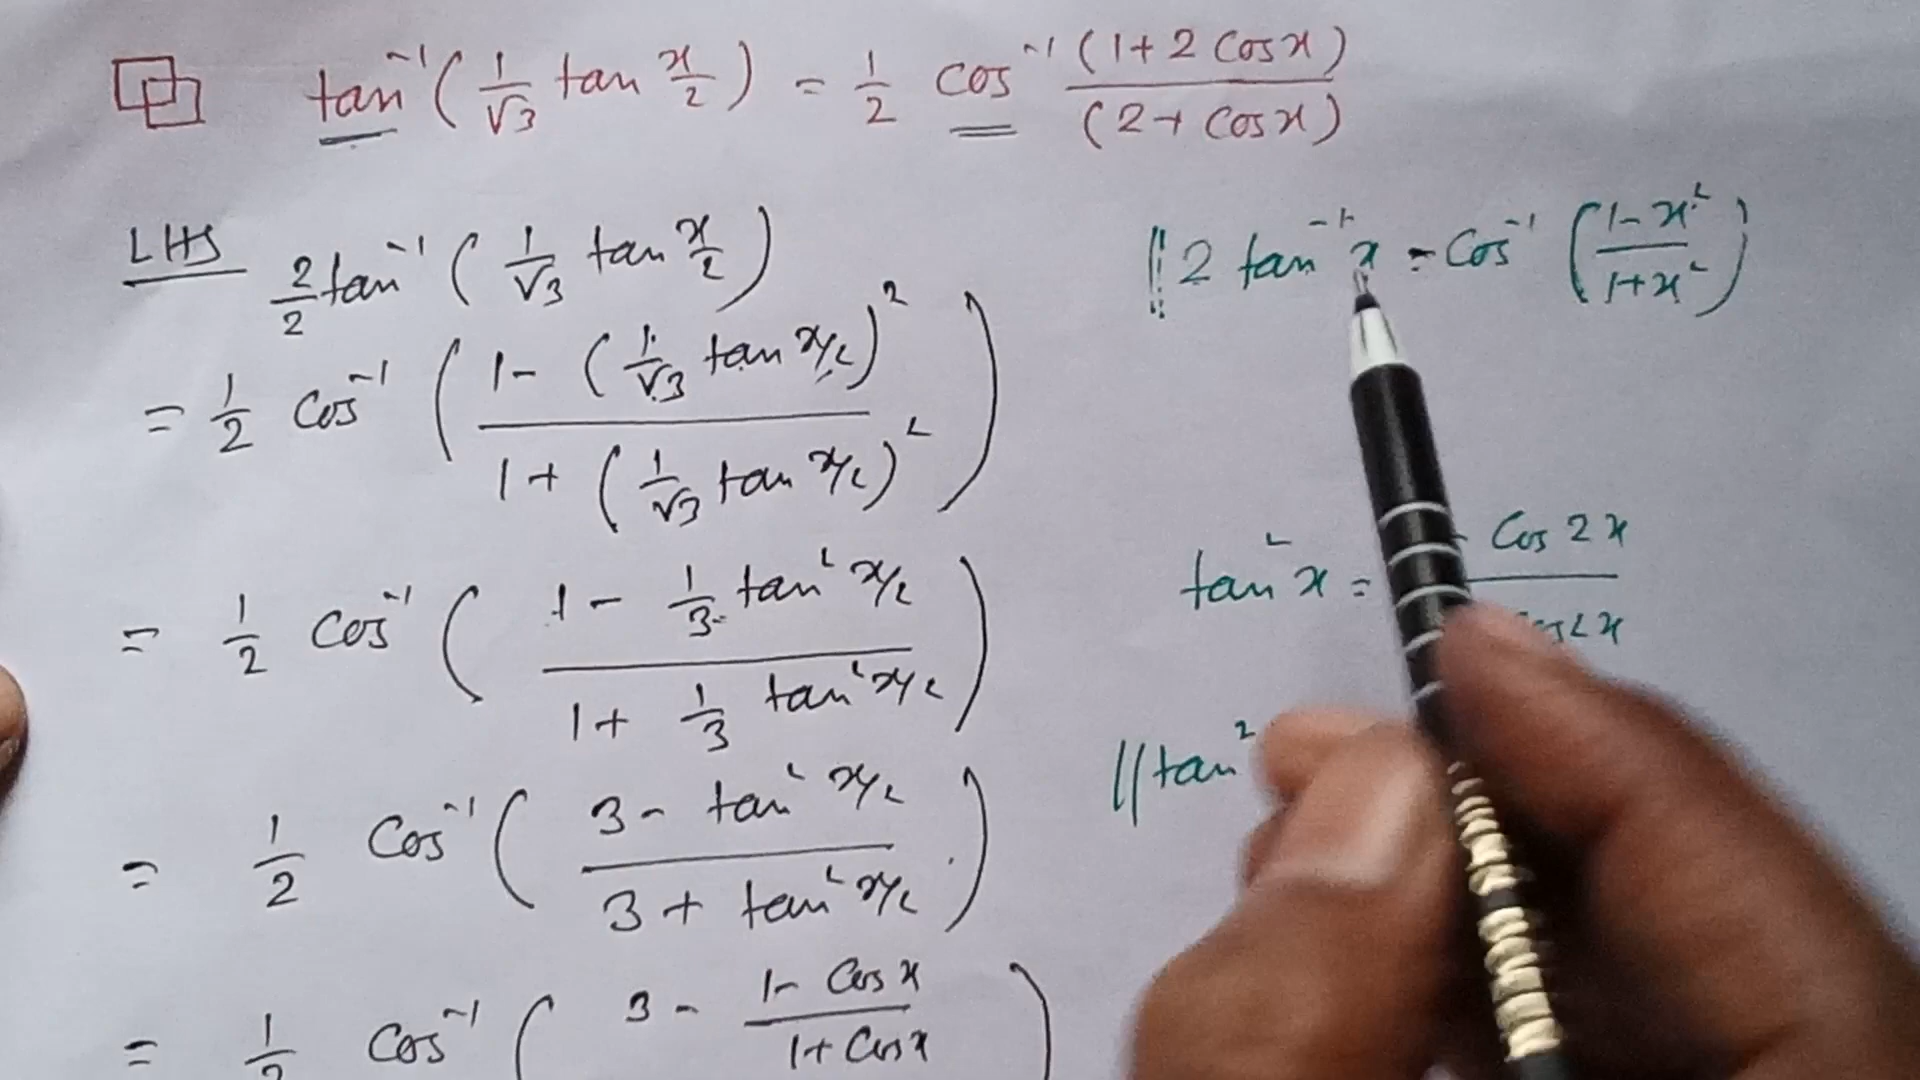 tan⁻¹ (1/√3 tan x/2) = 1/2 cos⁻¹ (1+2 cosx)/(2+cosx)
LHS 2/2 tan⁻¹ (1/√3 tan x/2)
= 1/2 cos⁻¹ ((1 - (1/√3 tan x/2)²)/(1 + (1/√3 tan x/2)²))
= 1/2 cos⁻¹ ((1 - 1/3 tan² x/2)/(1 + 1/3 tan² x/2))
= 1/2 cos⁻¹ ((3 - tan² x/2)/(3 + tan² x/2))
= 1/2 cos⁻¹ (3 - (1 - cos x)/(1 + cos x)
|| 2 tan⁻¹ x = cos⁻¹ ((1-x²)/(1+x²))
tan² x = - cos 2x
|| tan²